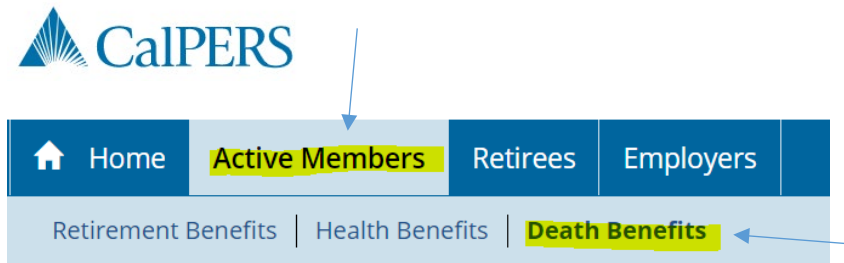 CalPERS
Home Active Members Retirees Employers
Retirement Benefits | Health Benefits | Death Benefits